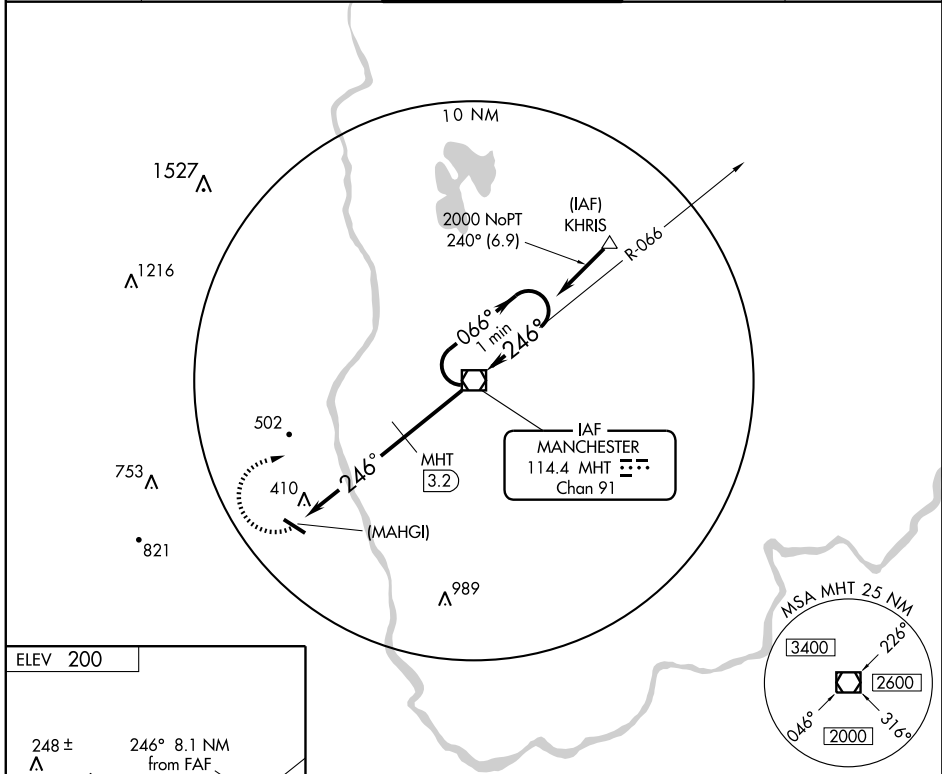 10 NM
1527
(IAF)
KHRIS
2000 NoPT
240° (6.9)
R-066
1216
066°
1 min
246°
IAF
MANCHESTER
114.4 MHT
Chan 91
502
MHT
3.2
246°
753
410
(MAHGI)
821
989
MSA MHT 25 NM
3400
226°
2600
046°
316°
2000
ELEV 200
248 ±
246° 8.1 NM
from FAF